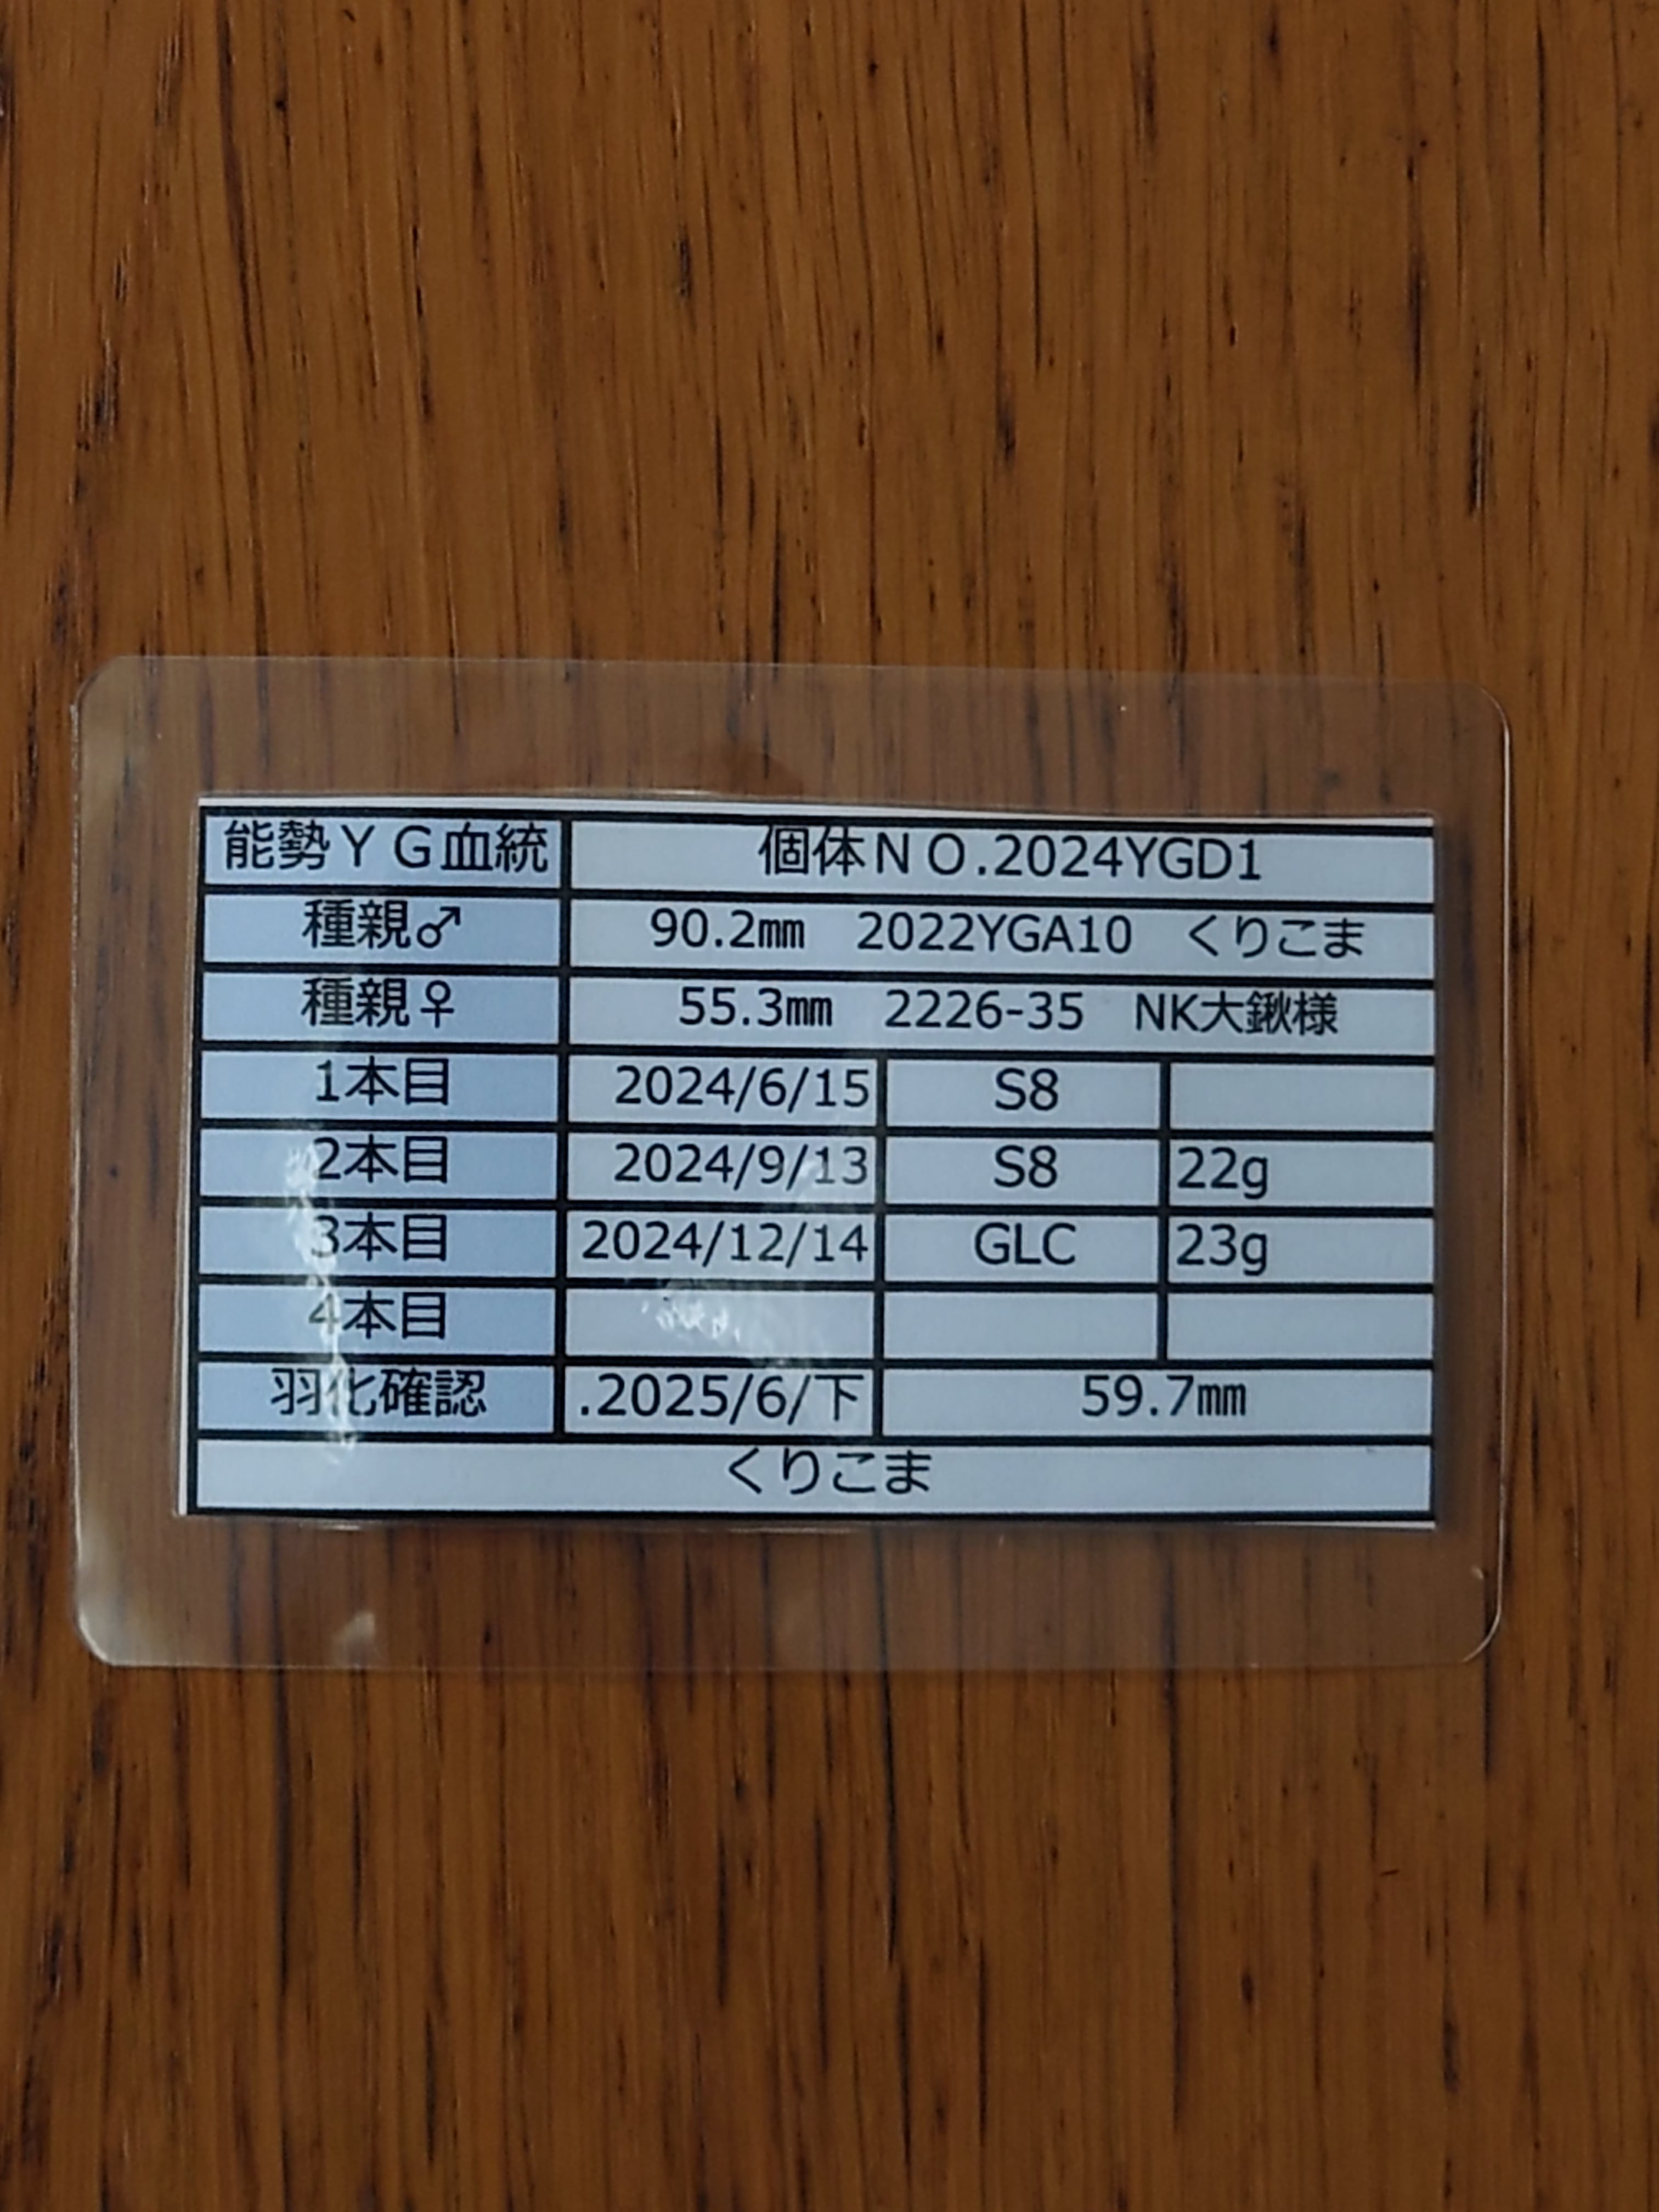 能勢ＹＧ血統 個体ＮＯ.2024YGD1
種親♂ 90.2㎜ 2022YGA10 くりこま
種親♀ 55.3㎜ 2226-35 NK大鍬様
1本目 2024/6/15 S8
2本目 2024/9/13 S8 22g
3本目 2024/12/14 GLC 23g
4本目
羽化確認 .2025/6/下 59.7㎜
くりこま